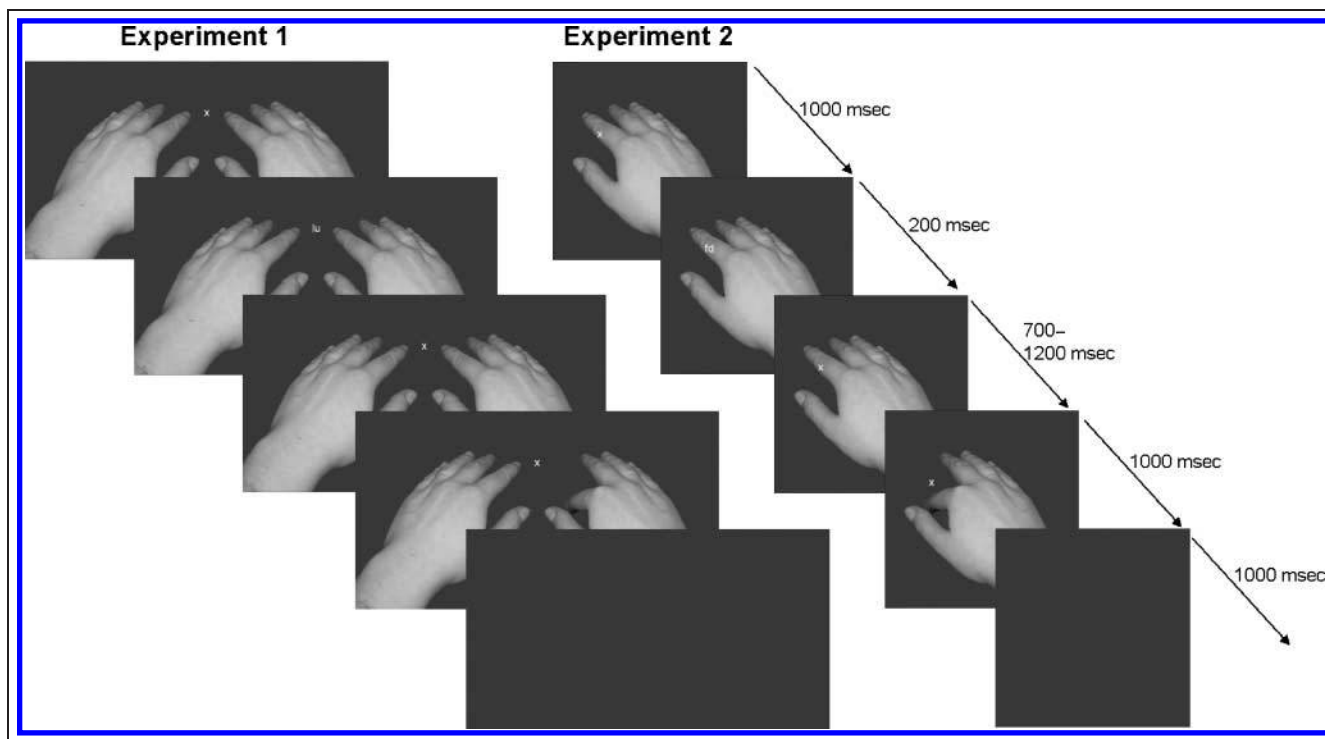 Experiment 1
Experiment 2
x
x
1000 msec
lu
fd
200 msec
x
x
700–
1200 msec
x
x
1000 msec
1000 msec